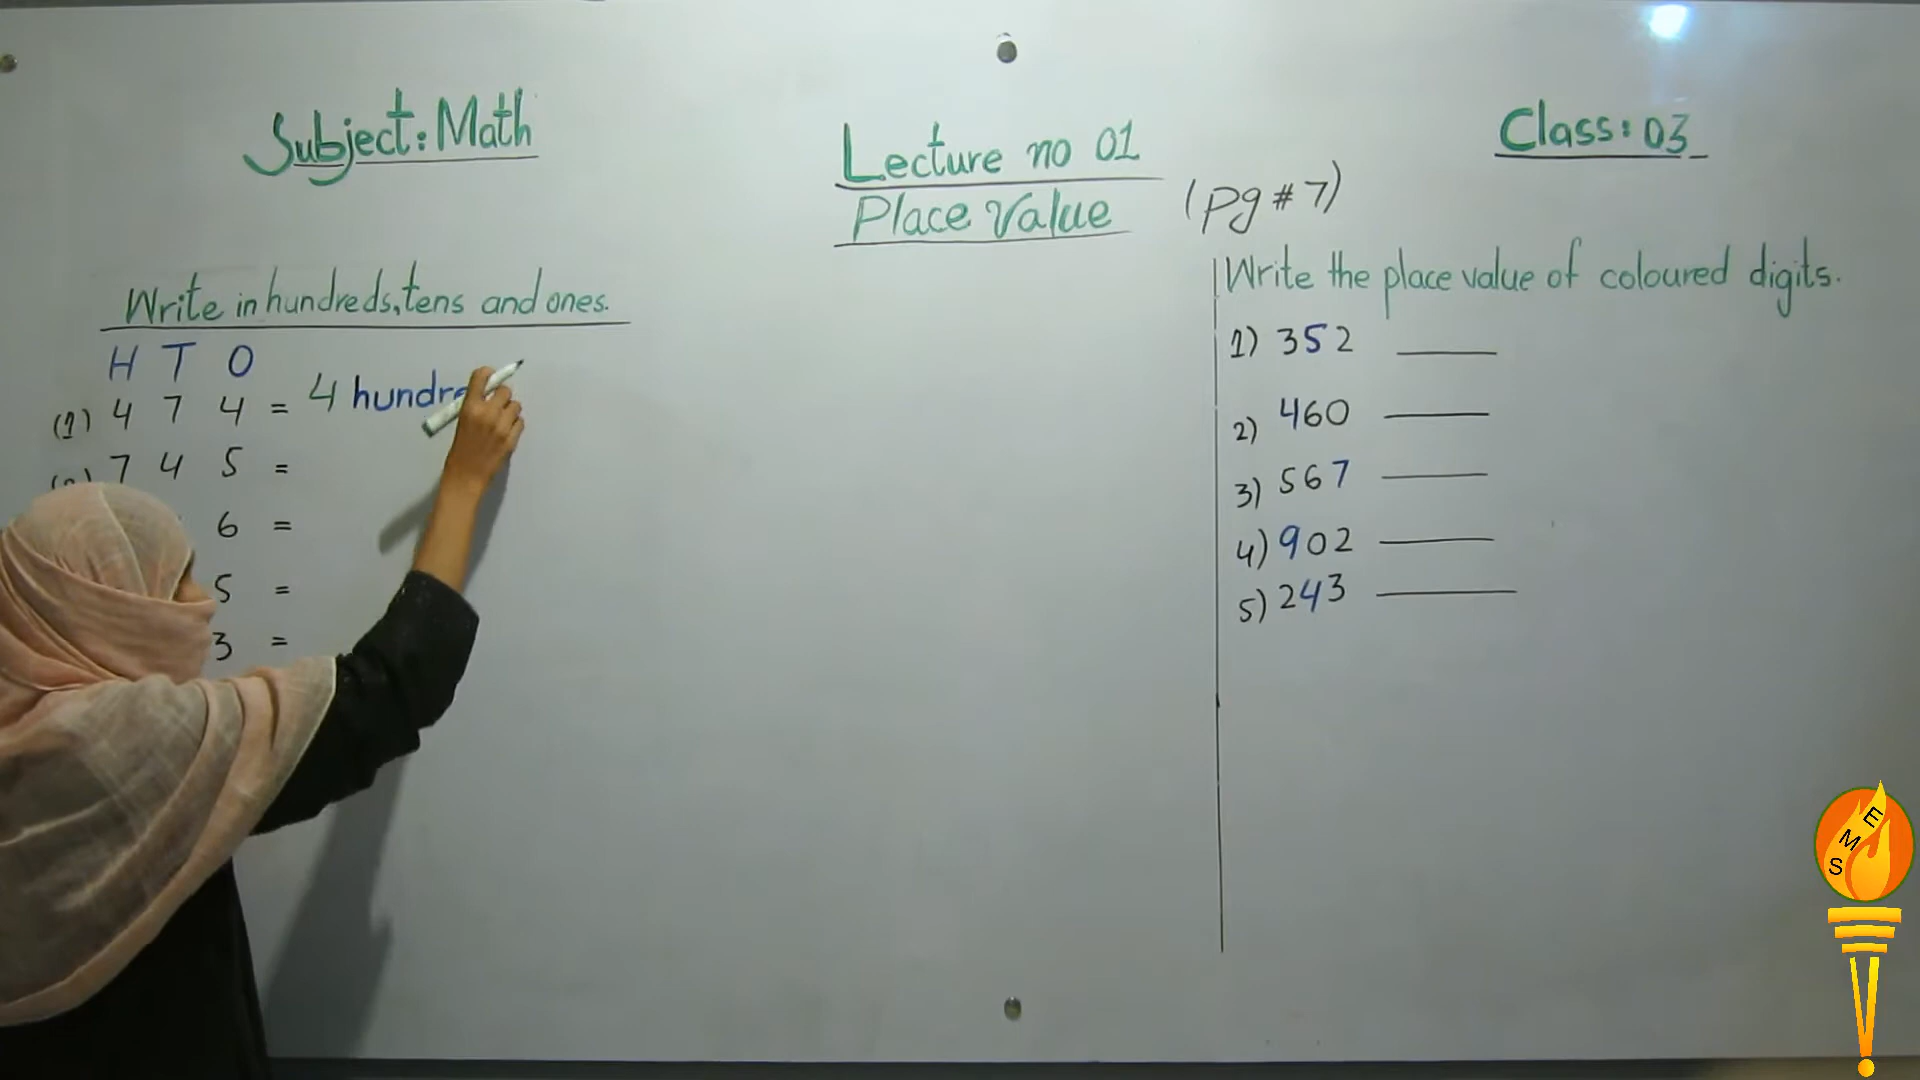 Subject: Math
Lecture no 01
Class: 03
Place Value
(pg # 7)
Write in hundreds, tens and ones.
H T O
(1) 4 7 4 = 4
7 4 5 =
6 =
5 =
3 =
Write the place value of coloured digits.
1) 352
2) 460
3) 567
4) 902
5) 243
SME